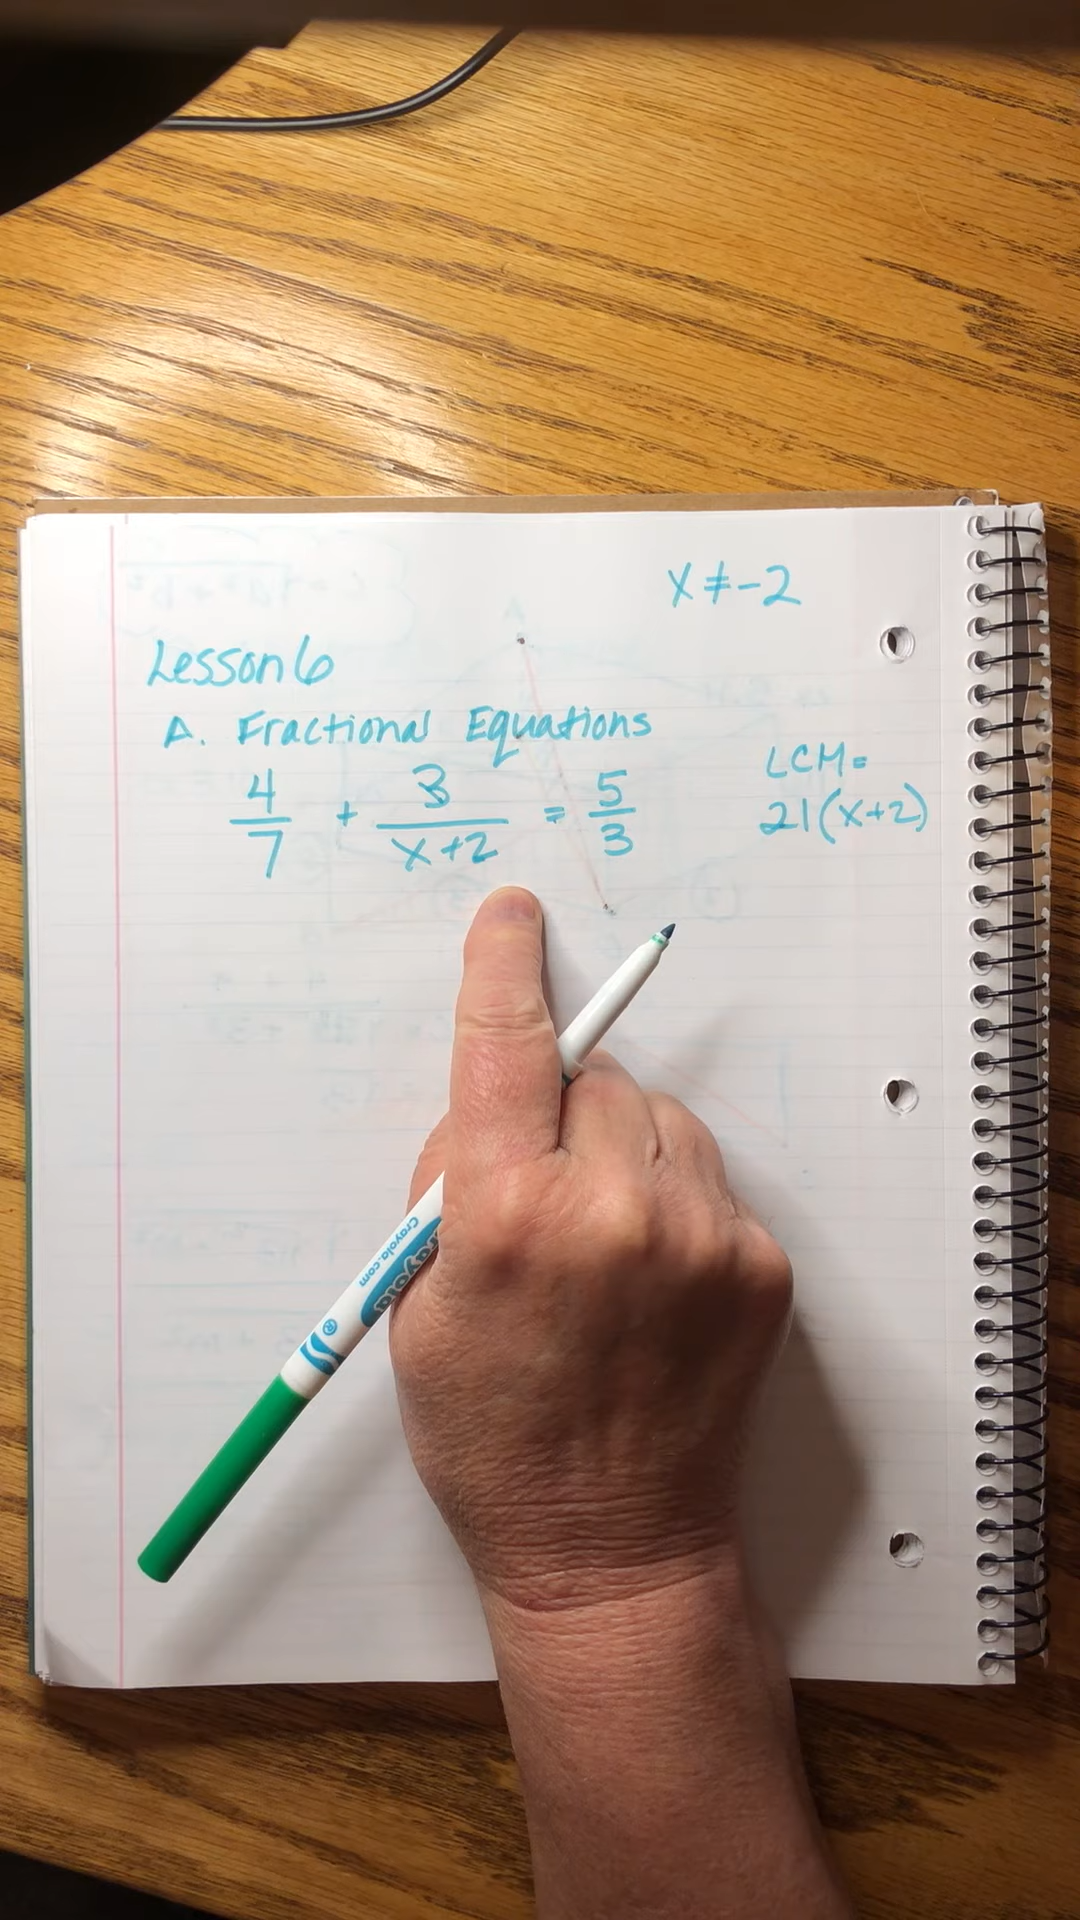 x ≠ -2
Lesson 6
A. Fractional Equations
4/7 + 3/(x+2) = 5/3
LCM =
21(x+2)
Crayola.com
Crayola
®